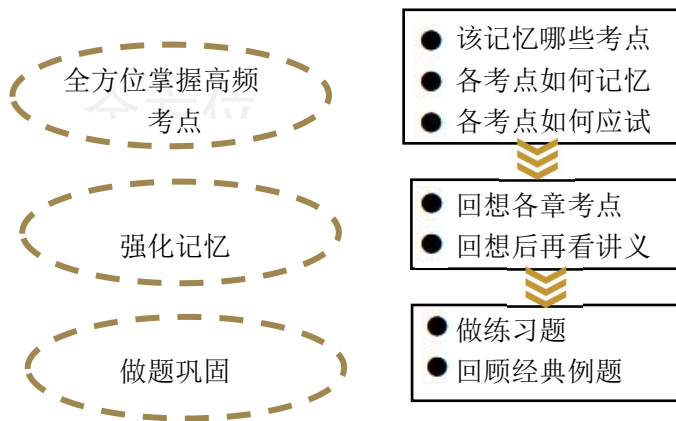 全方位掌握高频
考点
全方位
● 该记忆哪些考点
● 各考点如何记忆
● 各考点如何应试
强化记忆
● 回想各章考点
● 回想后再看讲义
做题巩固
● 做练习题
● 回顾经典例题